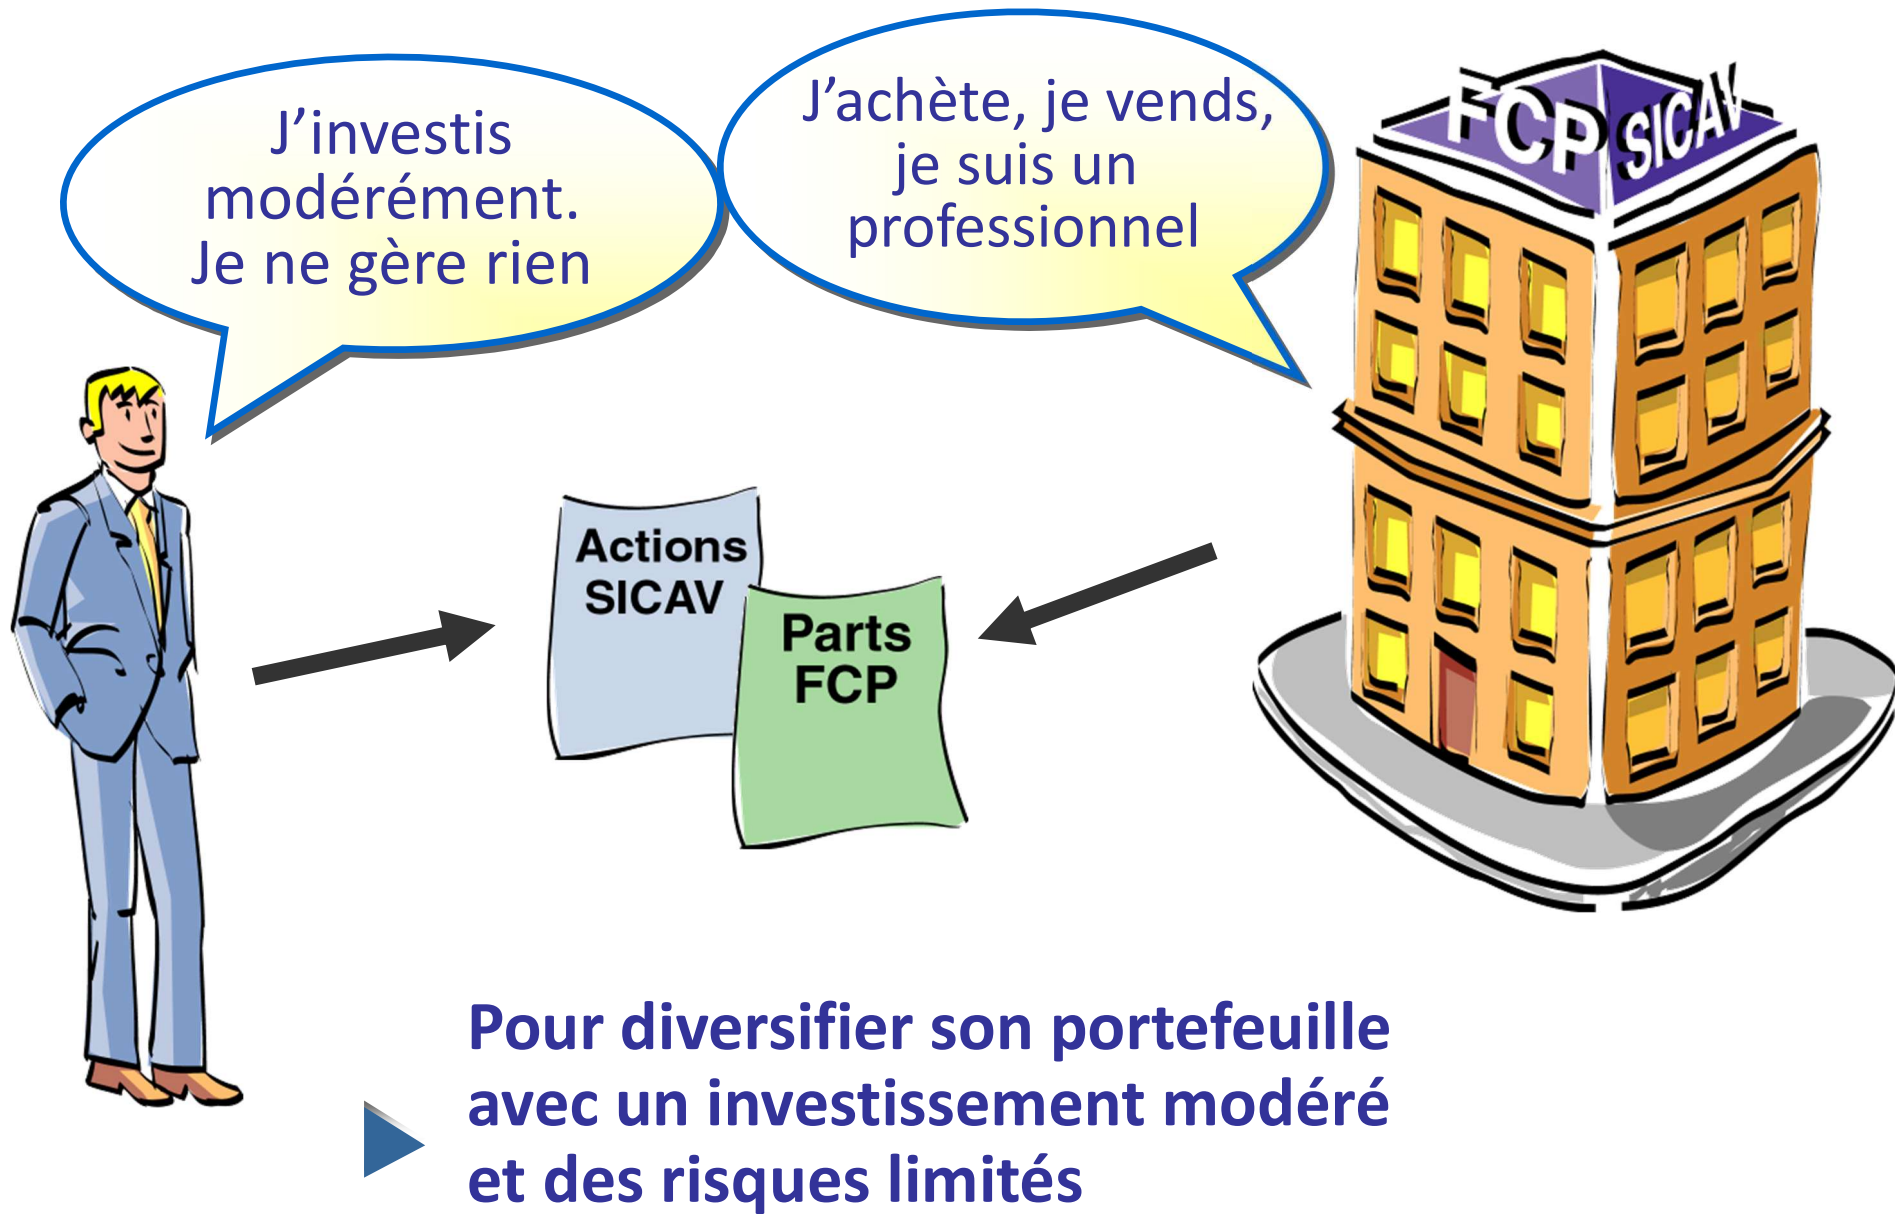 J’investis
modérément.
Je ne gère rien
J’achète, je vends,
je suis un
professionnel
FCP SICAV
Actions
SICAV
Parts
FCP
Pour diversifier son portefeuille
avec un investissement modéré
et des risques limités